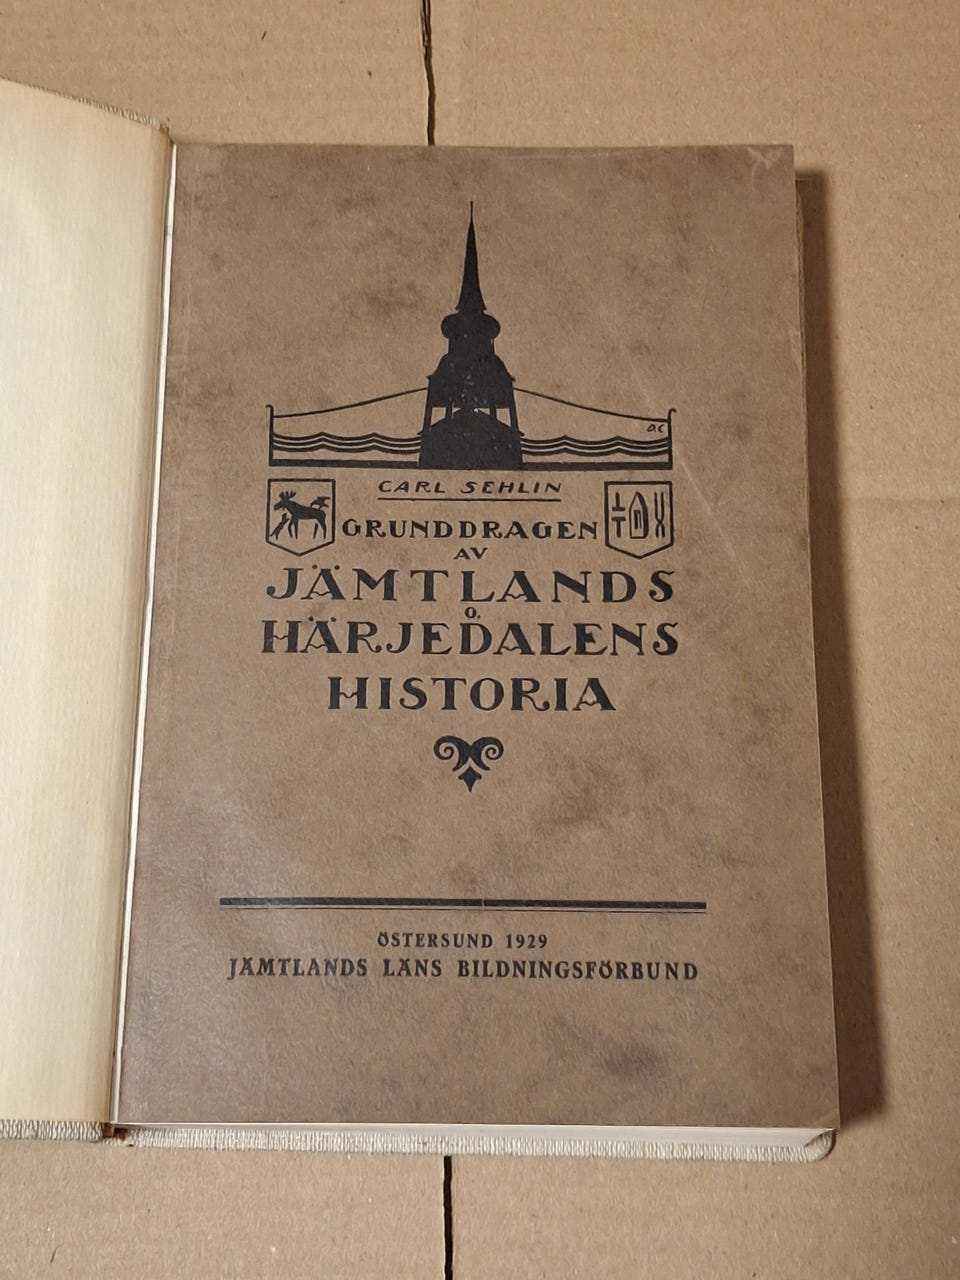 D.C
CARL SEHLIN
GRUNDDRAGEN
AV
JÄMTLANDS
O.
HÄRJEDALENS
HISTORIA
ÖSTERSUND 1929
JÄMTLANDS LÄNS BILDNINGSFÖRBUND